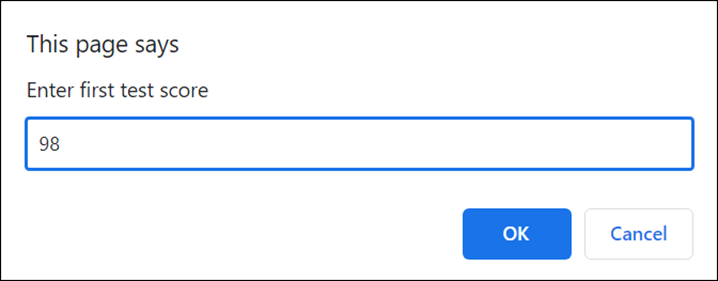 This page says
Enter first test score
98
OK Cancel